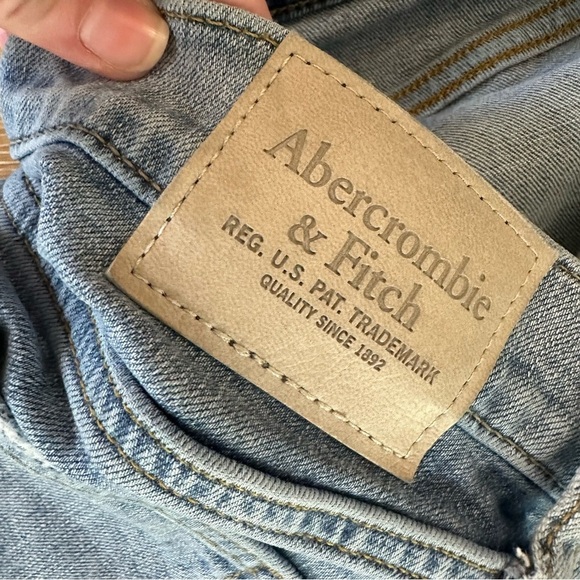 Abercrombie
& Fitch
REG. U.S. PAT. TRADEMARK
QUALITY SINCE 1892